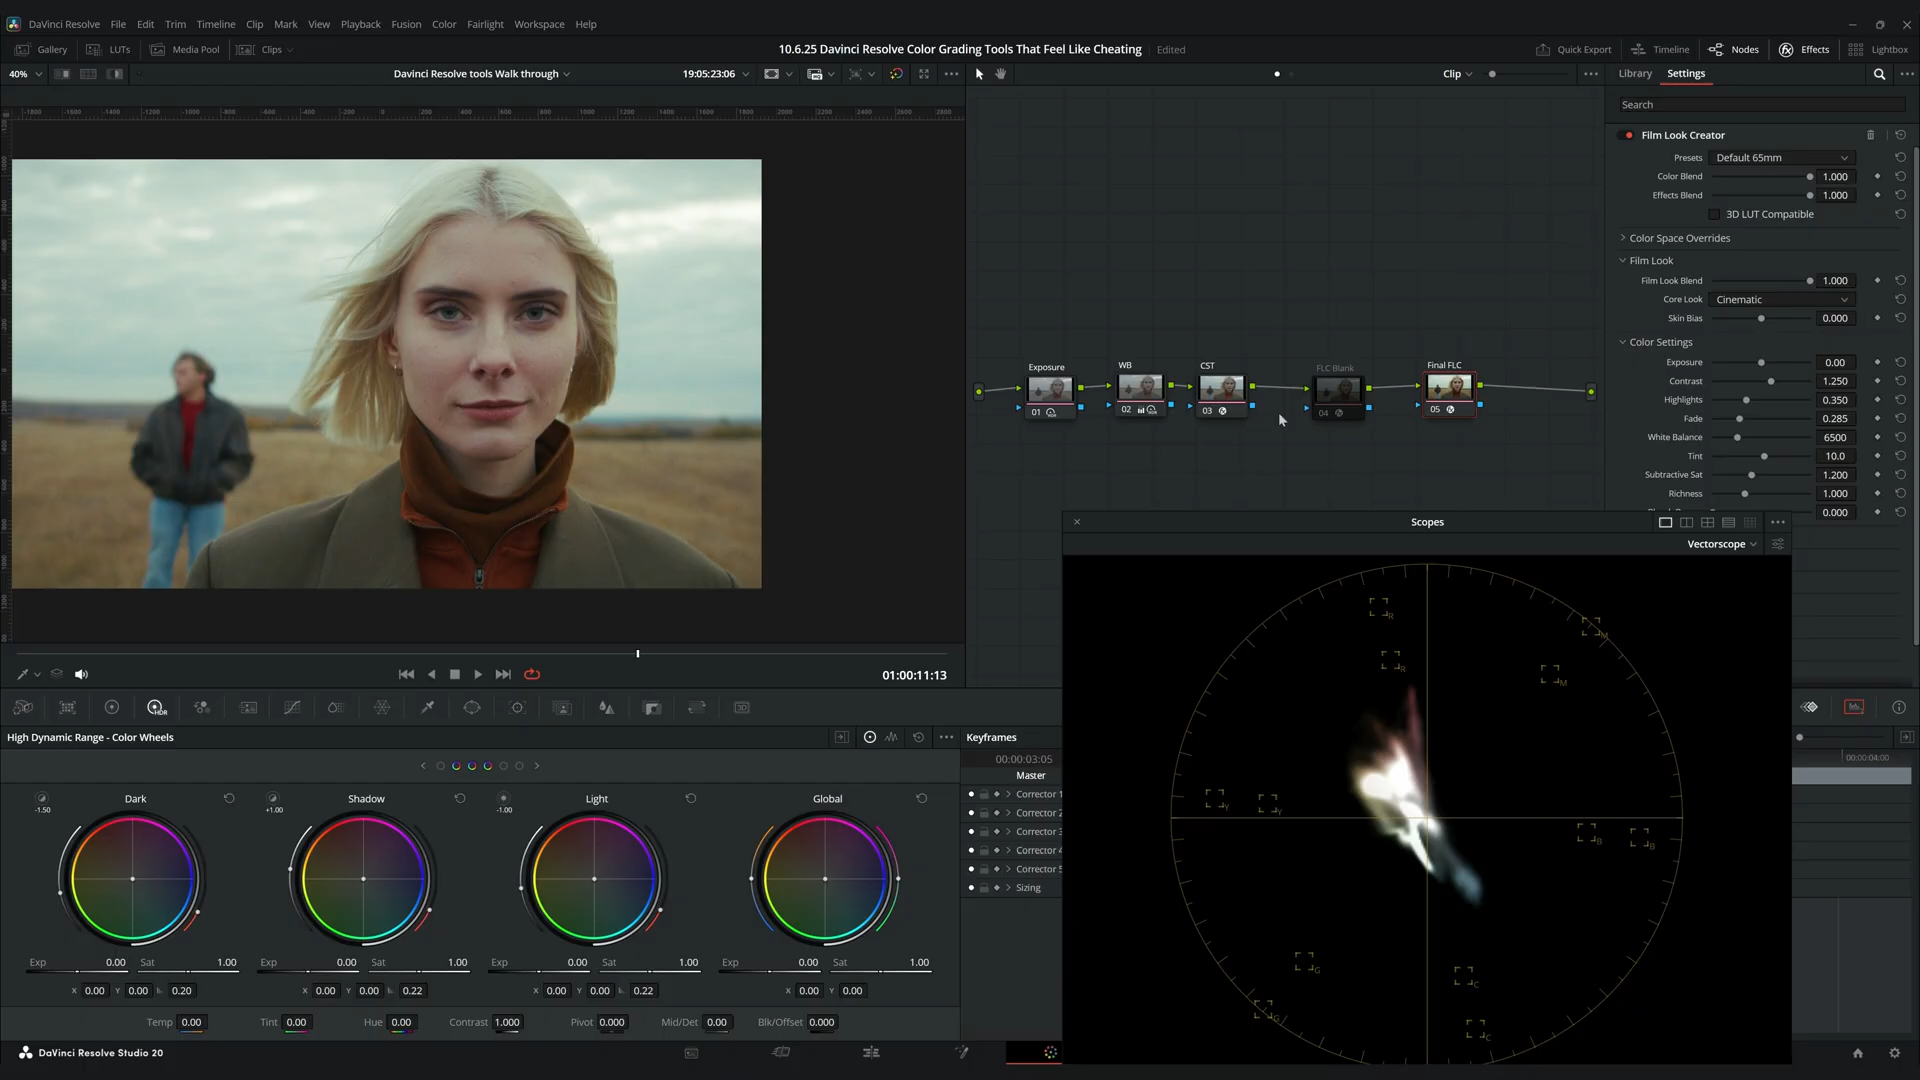 DaVinci Resolve File Edit Trim Timeline Clip Mark View Playback Fusion Color Fairlight Workspace Help
Gallery LUTs Media Pool Clips 10.6.25 Davinci Resolve Color Grading Tools That Feel Like Cheating Edited Quick Export Timeline Nodes Effects Lightbox
40% Davinci Resolve tools Walk through 19:05:23:06 Clip Library Settings
Search
Film Look Creator
Presets Default 65mm
Color Blend 1.000
Effects Blend 1.000
3D LUT Compatible
Color Space Overrides
Film Look
Film Look Blend 1.000
Core Look Cinematic
Skin Bias 0.000
Color Settings
Exposure 0.00
Contrast 1.250
Highlights 0.350
Fade 0.285
White Balance 6500
Tint 10.0
Subtractive Sat 1.200
Richness 1.000
0.000
Exposure WB CST FLC Blank Final FLC
01 02 03 04 05
Scopes
Vectorscope
R
M
R
M
Y Y B B
G
C
G
C
01:00:11:13
HDR
3D
High Dynamic Range - Color Wheels
Keyframes
00:00:03:05 00:00:04:00
Master
Corrector 1
Corrector 2
Corrector 3
Corrector 4
Corrector 5
Sizing
Dark Shadow Light Global
-1.50 +1.00 -1.00
Exp 0.00 Sat 1.00 Exp 0.00 Sat 1.00 Exp 0.00 Sat 1.00 Exp 0.00 Sat 1.00
X 0.00 Y 0.00 0.20 X 0.00 Y 0.00 0.22 X 0.00 Y 0.00 0.22 X 0.00 Y 0.00
Temp 0.00 Tint 0.00 Hue 0.00 Contrast 1.000 Pivot 0.000 Mid/Det 0.00 Blk/Offset 0.000
DaVinci Resolve Studio 20